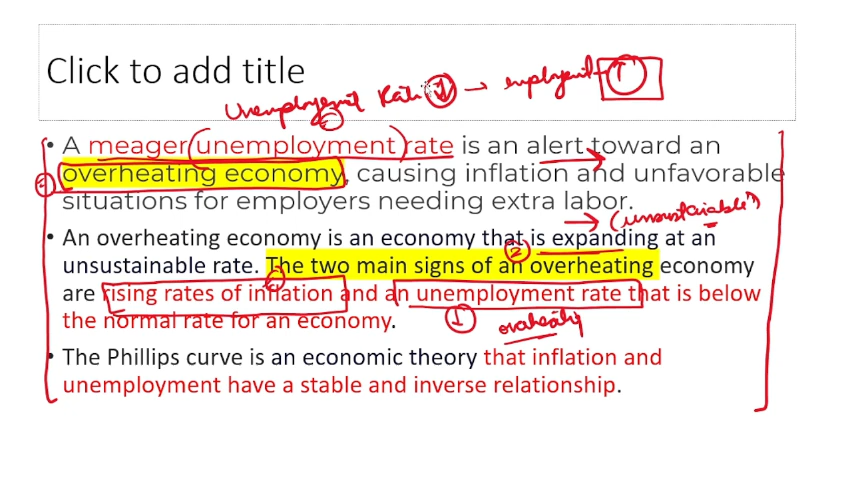 Click to add title
Unemployment Rate ↓ → employment ↑
• A meager (unemployment) rate is an alert toward an
overheating economy, causing inflation and unfavorable
situations for employers needing extra labor.
→ (unsustainable")
• An overheating economy is an economy that is expanding at an
②
unsustainable rate. The two main signs of an overheating economy
are rising rates of inflation and an unemployment rate that is below
the normal rate for an economy.
① overheating
• The Phillips curve is an economic theory that inflation and
unemployment have a stable and inverse relationship.